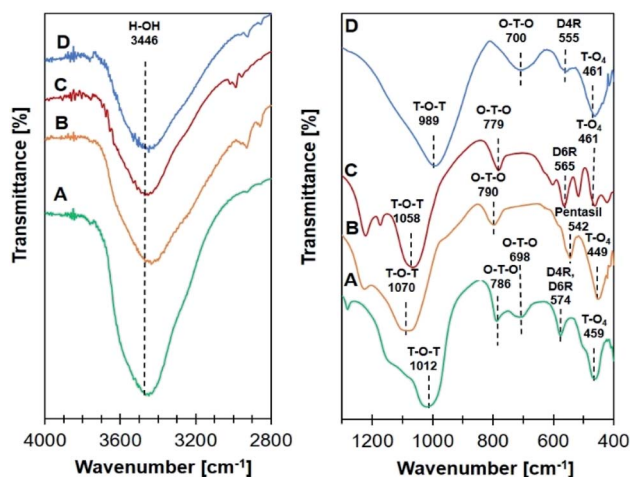 H-OH
3446
D
C
B
A
Transmittance [%]
4000
3600
3200
2800
Wavenumber [cm⁻¹]
D
O-T-O
700
D4R
555
T-O₄
461
T-O-T
989
O-T-O
779
T-O₄
461
C
D6R
565
T-O-T
1058
O-T-O
790
Pentasil
542
B
T-O-T
1070
O-T-O
698
T-O₄
449
A
O-T-O
786
D4R,
D6R
574
T-O-T
1012
T-O₄
459
Transmittance [%]
1200
1000
800
600
400
Wavenumber [cm⁻¹]